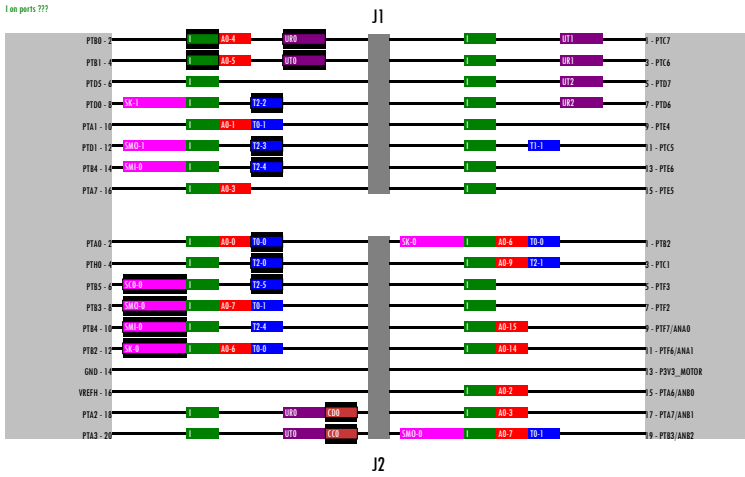 I on ports ???
J1
PTB0 - 2 I A0-4 UR0 I UT1 1 - PTC7
PTB1 - 4 I A0-5 UT0 I UR1 3 - PTC6
PTD5 - 6 I I UT2 5 - PTD7
PTD0 - 8 SK-1 I T2-2 I UR2 7 - PTD6
PTA1 - 10 I A0-1 T0-1 I 9 - PTE4
PTD1 - 12 SMO-1 I T2-3 I T1-1 11 - PTC5
PTB4 - 14 SMI-0 I T2-4 I 13 - PTE6
PTA7 - 16 I A0-3 I 15 - PTE5
PTA0 - 2 I A0-0 T0-0 SK-0 I A0-6 T0-0 1 - PTB2
PTH0 - 4 I T2-0 I A0-9 T2-1 3 - PTC1
PTB5 - 6 SC0-0 I T2-5 I 5 - PTF3
PTB3 - 8 SMO-0 I A0-7 T0-1 I 7 - PTF2
PTB4 - 10 SMI-0 I T2-4 I A0-15 9 - PTF7/ANA0
PTB2 - 12 SK-0 I A0-6 T0-0 I A0-14 11 - PTF6/ANA1
GND - 14 13 - P3V3_MOTOR
VREFH - 16 I A0-2 15 - PTA6/ANB0
PTA2 - 18 I UR0 CD0 I A0-3 17 - PTA7/ANB1
PTA3 - 20 I UT0 CC0 SMO-0 I A0-7 T0-1 19 - PTB3/ANB2
J2